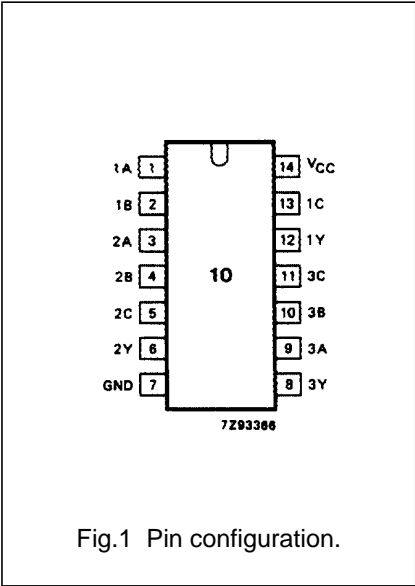 1A 1 14 VCC
1B 2 13 1C
2A 3 12 1Y
2B 4 10 11 3C
2C 5 10 3B
2Y 6 9 3A
GND 7 8 3Y
7Z93366
Fig.1 Pin configuration.